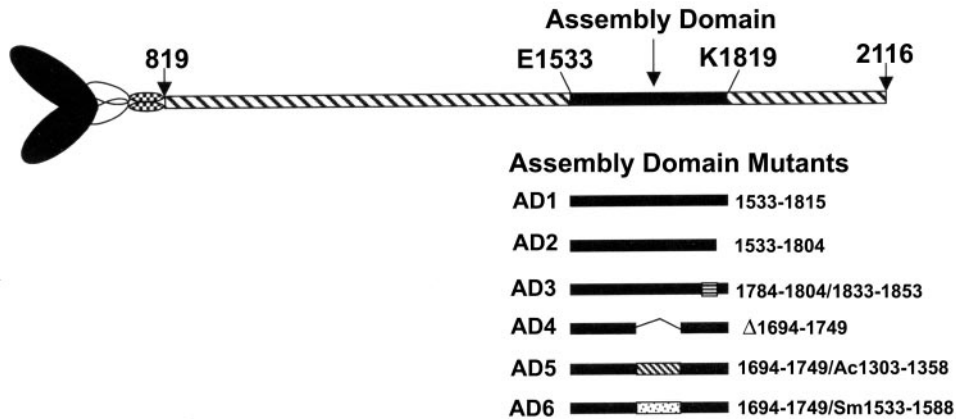 Assembly Domain
819
E1533
K1819
2116
Assembly Domain Mutants
AD1 1533-1815
AD2 1533-1804
AD3 1784-1804/1833-1853
AD4 Δ1694-1749
AD5 1694-1749/Ac1303-1358
AD6 1694-1749/Sm1533-1588